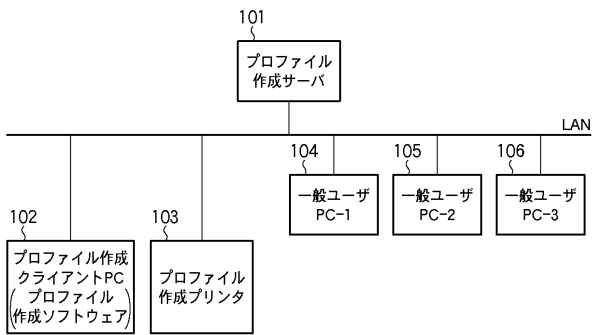 101
プロファイル
作成サーバ
LAN
104
一般ユーザ
PC-1
105
一般ユーザ
PC-2
106
一般ユーザ
PC-3
102
プロファイル作成
クライアントPC
(プロファイル
作成ソフトウェア)
103
プロファイル
作成プリンタ